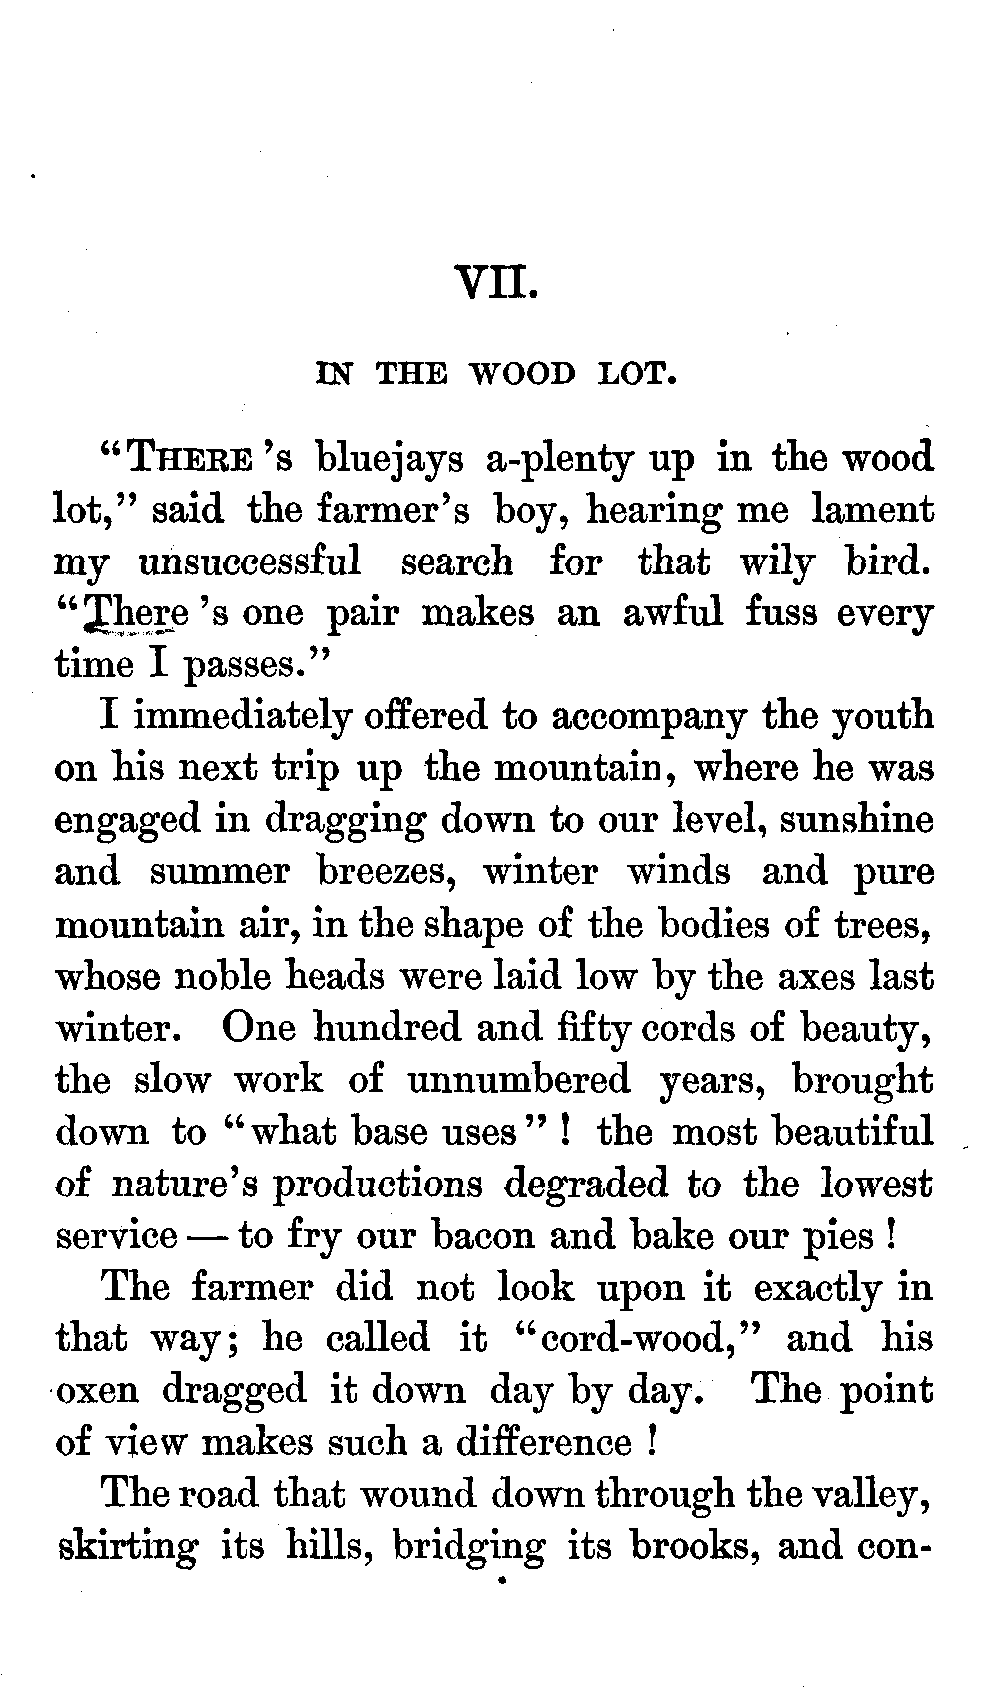 VII.
IN THE WOOD LOT.
“THERE ’s bluejays a-plenty up in the wood
lot,” said the farmer’s boy, hearing me lament
my unsuccessful search for that wily bird.
“There ’s one pair makes an awful fuss every
time I passes.”
I immediately offered to accompany the youth
on his next trip up the mountain, where he was
engaged in dragging down to our level, sunshine
and summer breezes, winter winds and pure
mountain air, in the shape of the bodies of trees,
whose noble heads were laid low by the axes last
winter. One hundred and fifty cords of beauty,
the slow work of unnumbered years, brought
down to “what base uses” ! the most beautiful
of nature’s productions degraded to the lowest
service — to fry our bacon and bake our pies !
The farmer did not look upon it exactly in
that way; he called it “cord-wood,” and his
oxen dragged it down day by day. The point
of view makes such a difference !
The road that wound down through the valley,
skirting its hills, bridging its brooks, and con-